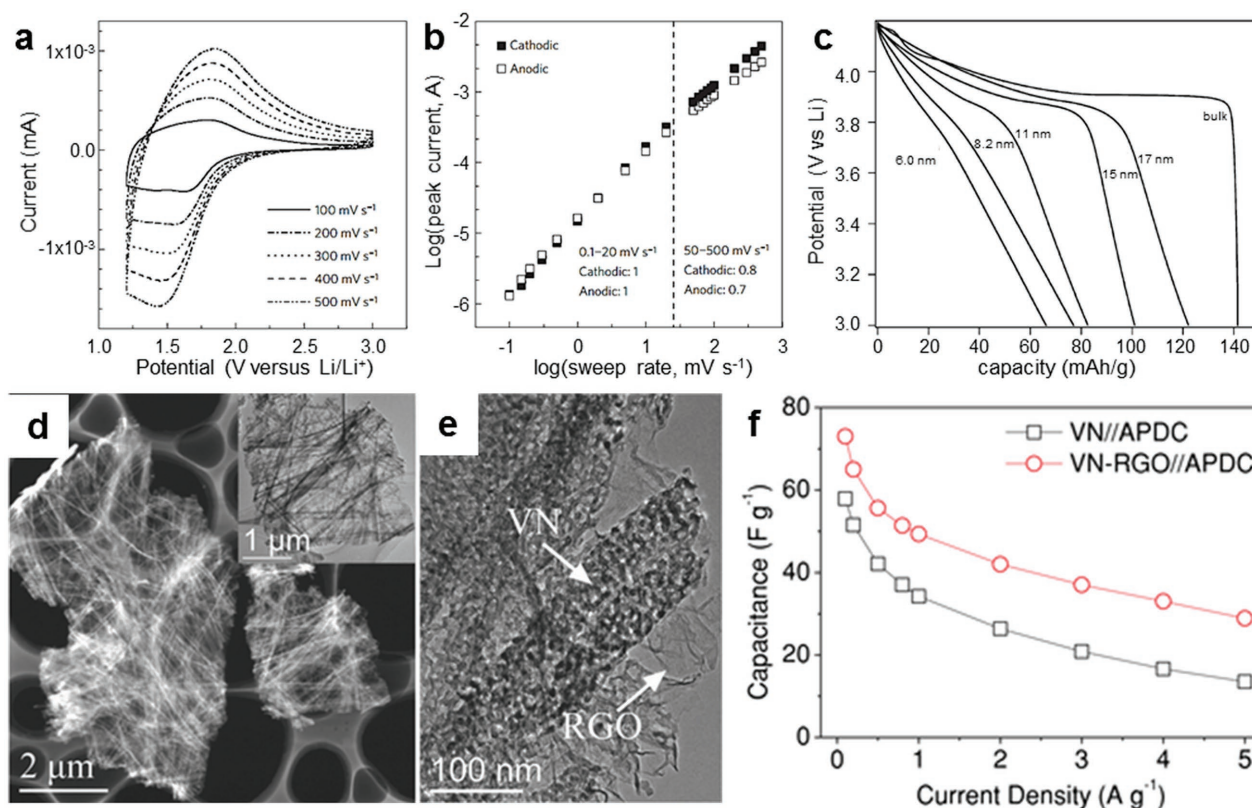 a
1x10⁻³
0.0
-1x10⁻³
Current (mA)
100 mV s⁻¹
200 mV s⁻¹
300 mV s⁻¹
400 mV s⁻¹
500 mV s⁻¹
1.0 1.5 2.0 2.5 3.0
Potential (V versus Li/Li⁺)
b
-2
-3
-4
-5
-6
Log(peak current, A)
Cathodic
Anodic
0.1–20 mV s⁻¹
Cathodic: 1
Anodic: 1
50–500 mV s⁻¹
Cathodic: 0.8
Anodic: 0.7
-1 0 1 2 3
log(sweep rate, mV s⁻¹)
c
4.0
3.8
3.6
3.4
3.2
3.0
Potential (V vs Li)
6.0 nm
8.2 nm
11 nm
15 nm
17 nm
bulk
0 20 40 60 80 100 120 140
capacity (mAh/g)
d
1 μm
2 μm
e
VN
RGO
100 nm
f
80
60
40
20
0
Capacitance (F g⁻¹)
VN//APDC
VN-RGO//APDC
0 1 2 3 4 5
Current Density (A g⁻¹)